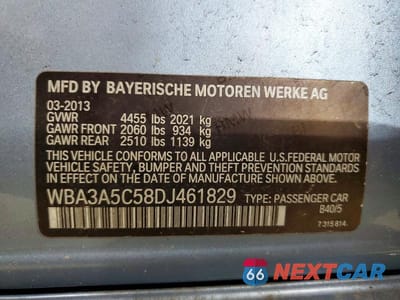 MFD BY BAYERISCHE MOTOREN WERKE AG
03-2013
GVWR 4455 lbs 2021 kg
GAWR FRONT 2060 lbs 934 kg
GAWR REAR 2510 lbs 1139 kg
THIS VEHICLE CONFORMS TO ALL APPLICABLE
U.S.FEDERAL MOTOR VEHICLE SAFETY, BUMPER,
AND THEFT PREVENTION STANDARDS
IN EFFECT ON THE DATE OF
MANUFACTURE SHOWN ABOVE.
WBA3A5C58DJ461829 TYPE: PASSENGER CAR
B40/5
7 315 814.
66 NEXTCAR